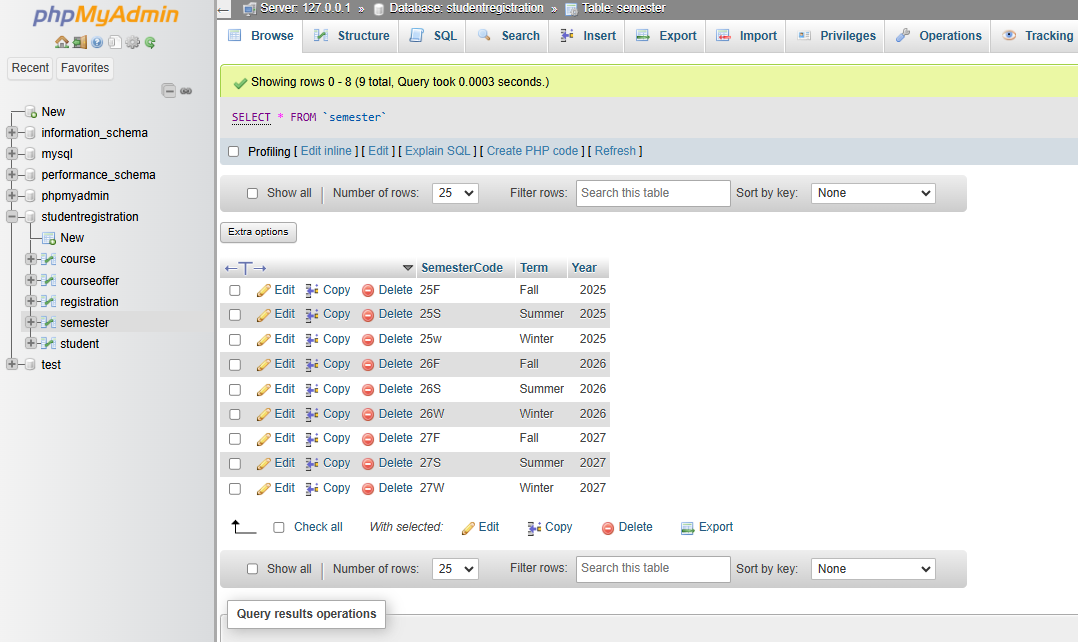 phpMyAdmin
Recent Favorites
New
information_schema
mysql
performance_schema
phpmyadmin
studentregistration
New
course
courseoffer
registration
semester
student
test
Server: 127.0.0.1 » Database: studentregistration » Table: semester
Browse Structure SQL Search Insert Export Import Privileges Operations Tracking
Showing rows 0 - 8 (9 total, Query took 0.0003 seconds.)
SELECT * FROM `semester`
Profiling [ Edit inline ] [ Edit ] [ Explain SQL ] [ Create PHP code ] [ Refresh ]
Show all Number of rows: 25 Filter rows: Search this table Sort by key: None
Extra options
←T→ SemesterCode Term Year
Edit Copy Delete 25F Fall 2025
Edit Copy Delete 25S Summer 2025
Edit Copy Delete 25w Winter 2025
Edit Copy Delete 26F Fall 2026
Edit Copy Delete 26S Summer 2026
Edit Copy Delete 26W Winter 2026
Edit Copy Delete 27F Fall 2027
Edit Copy Delete 27S Summer 2027
Edit Copy Delete 27W Winter 2027
Check all With selected: Edit Copy Delete Export
Show all Number of rows: 25 Filter rows: Search this table Sort by key: None
Query results operations